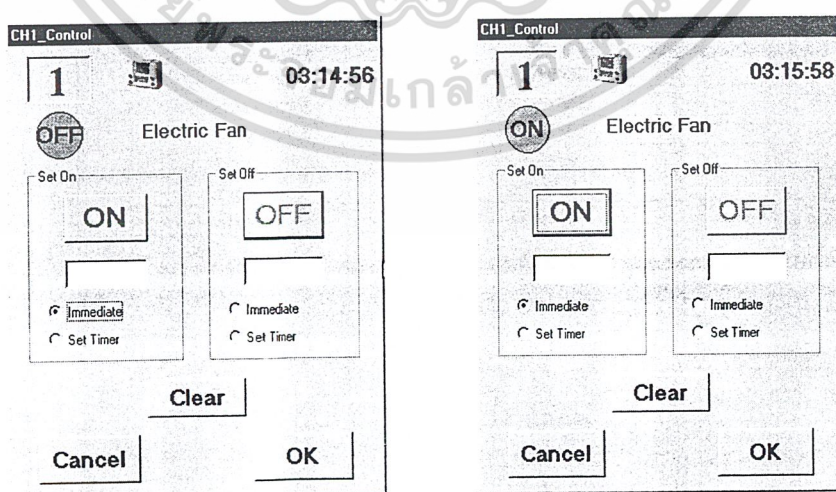 CH1_Control
1
03:14:56
OFF
Electric Fan
Set On
ON
Immediate
Set Timer
Set Off
OFF
Immediate
Set Timer
Clear
Cancel
OK
CH1_Control
1
03:15:58
ON
Electric Fan
Set On
ON
Immediate
Set Timer
Set Off
OFF
Immediate
Set Timer
Clear
Cancel
OK